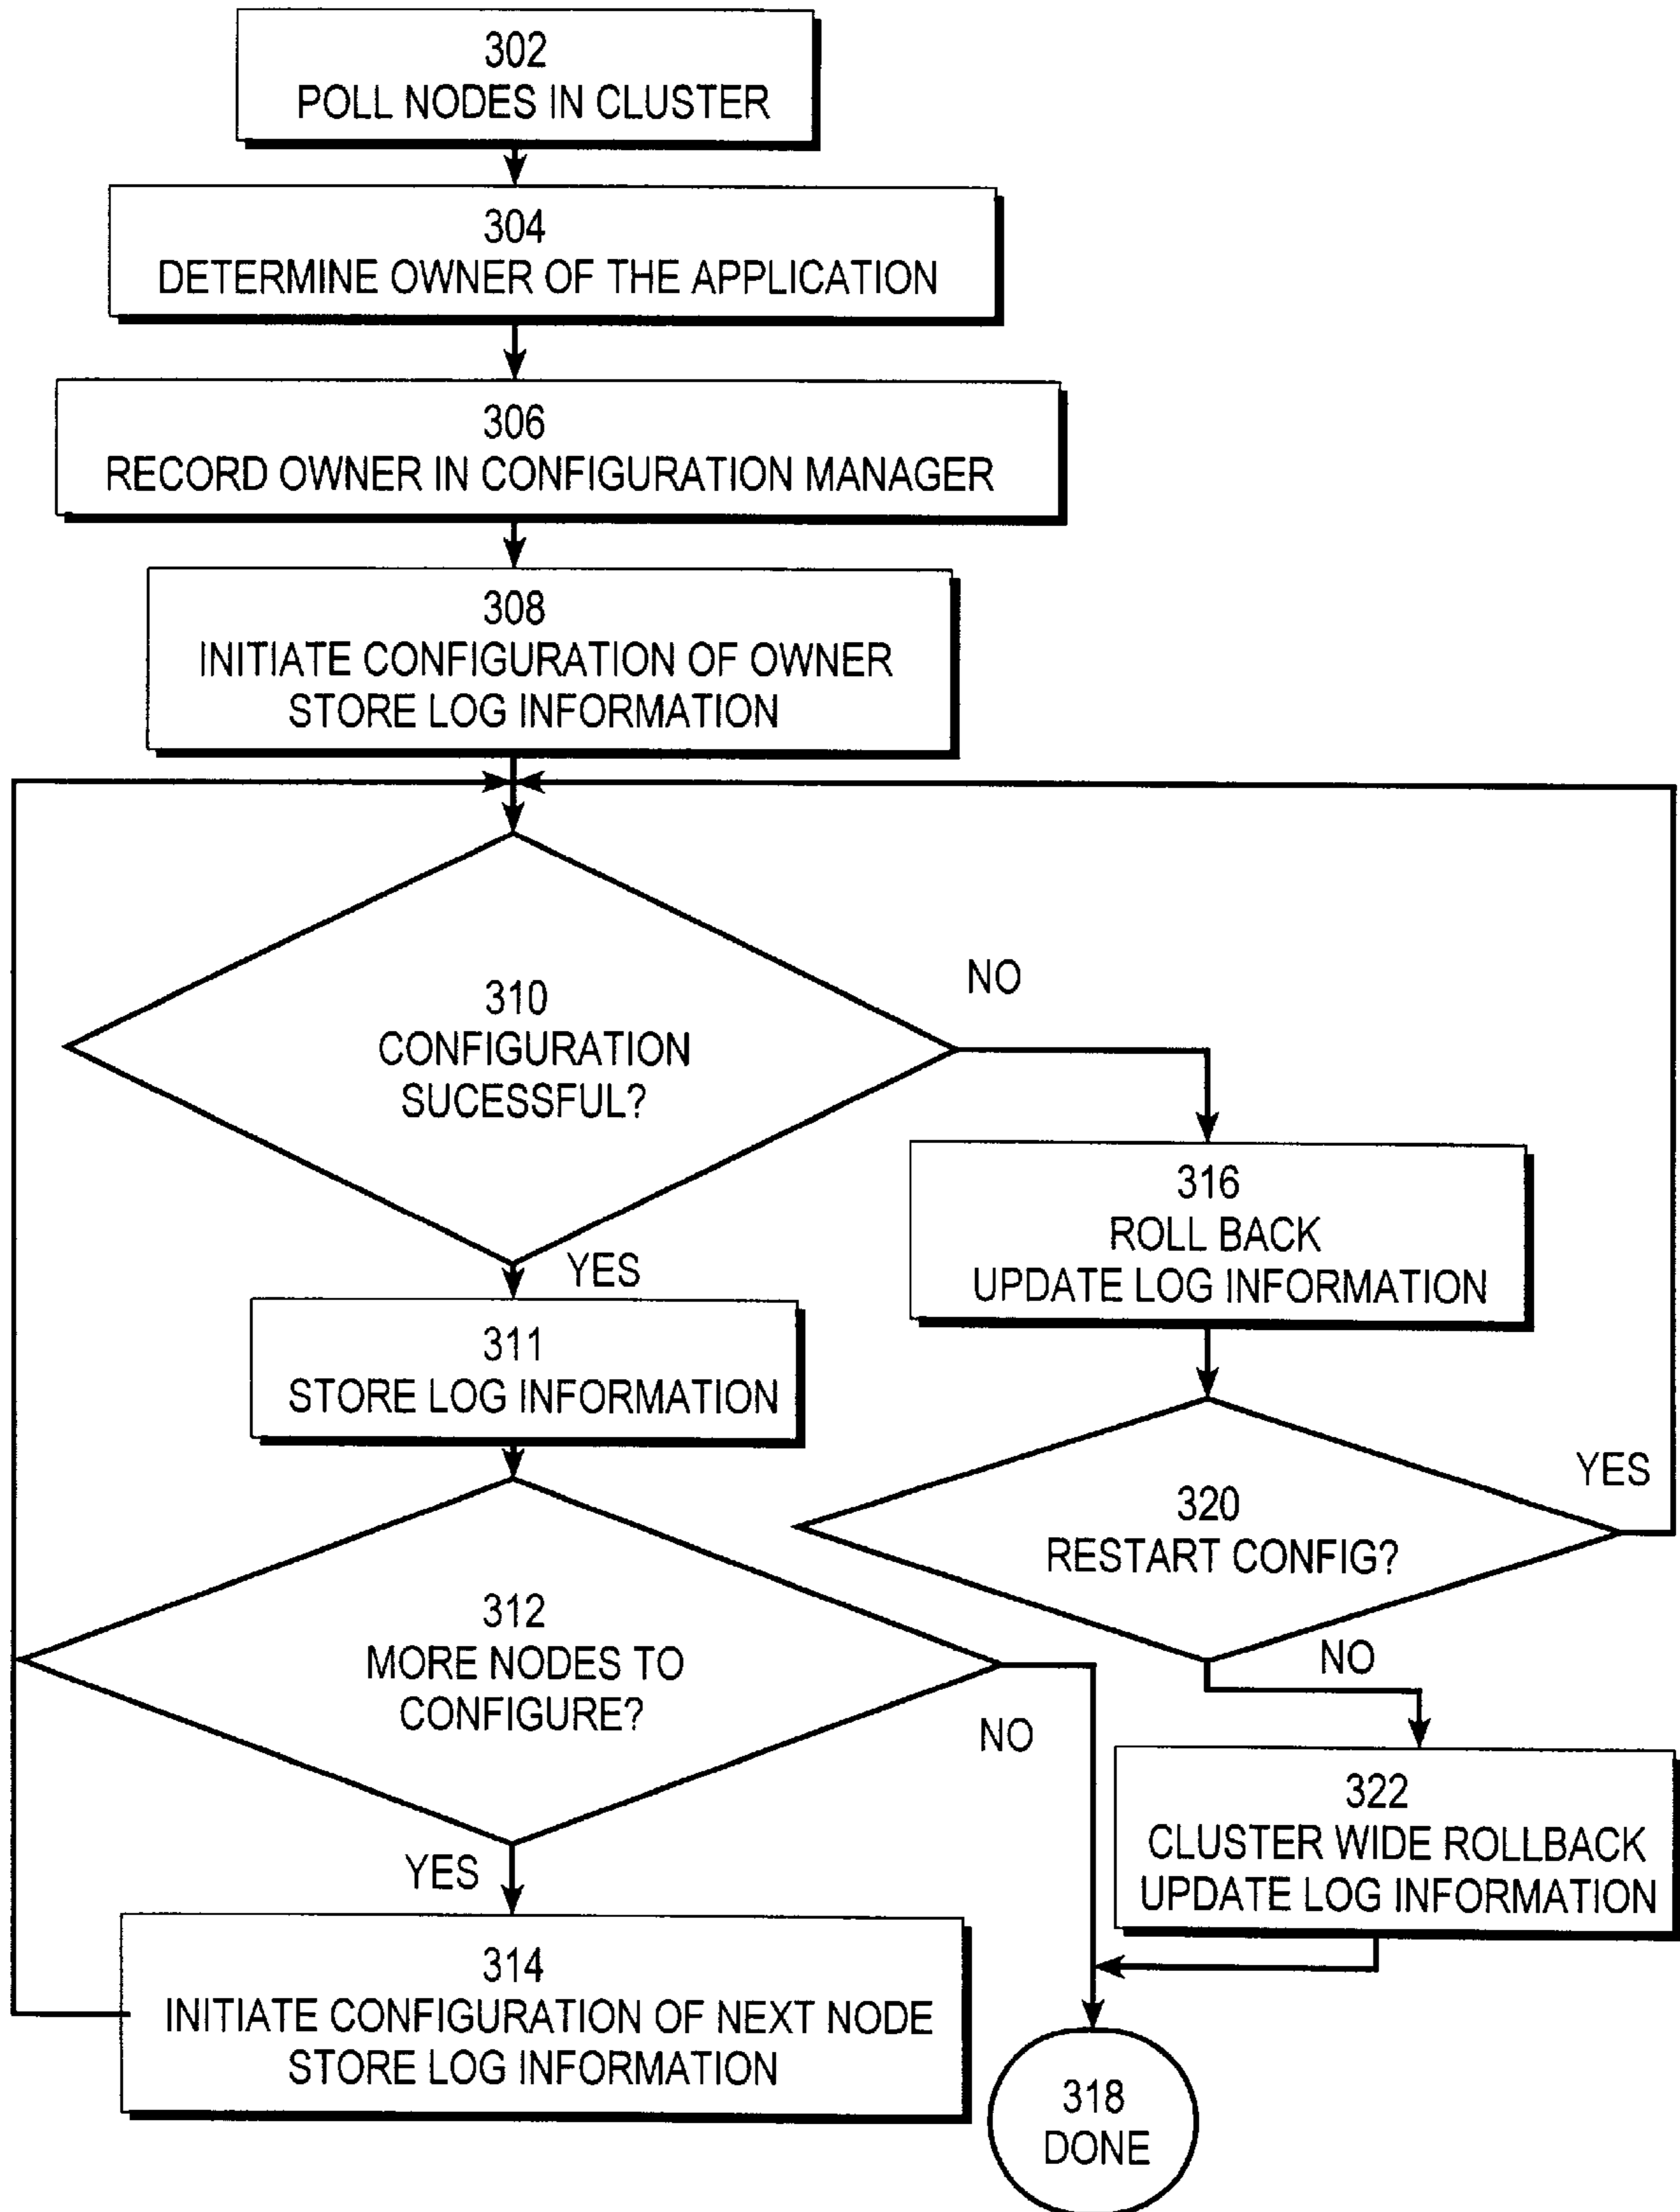 302
POLL NODES IN CLUSTER
304
DETERMINE OWNER OF THE APPLICATION
306
RECORD OWNER IN CONFIGURATION MANAGER
308
INITIATE CONFIGURATION OF OWNER
STORE LOG INFORMATION
310
CONFIGURATION
SUCESSFUL?
NO
YES
316
ROLL BACK
UPDATE LOG INFORMATION
311
STORE LOG INFORMATION
320
RESTART CONFIG?
YES
NO
312
MORE NODES TO
CONFIGURE?
NO
YES
322
CLUSTER WIDE ROLLBACK
UPDATE LOG INFORMATION
314
INITIATE CONFIGURATION OF NEXT NODE
STORE LOG INFORMATION
318
DONE